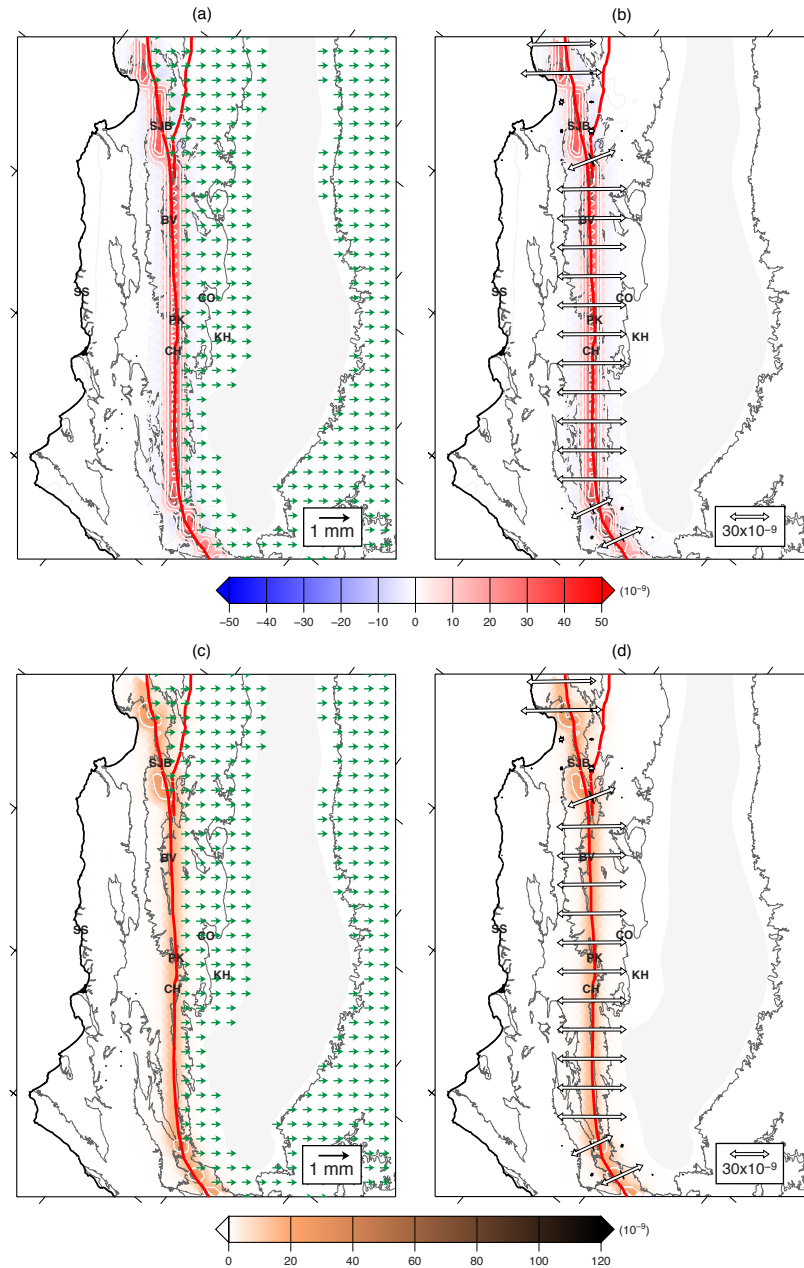 (a)
(b)
SJB
BV
SS
CO
PK
KH
CH
1 mm
SJB
BV
SS
CO
PK
KH
CH
30x10⁻⁹
−50 −40 −30 −20 −10 0 10 20 30 40 50
(10⁻⁹)
(c)
(d)
SJB
BV
SS
CO
PK
KH
CH
1 mm
SJB
BV
SS
CO
PK
KH
CH
30x10⁻⁹
0 20 40 60 80 100 120
(10⁻⁹)